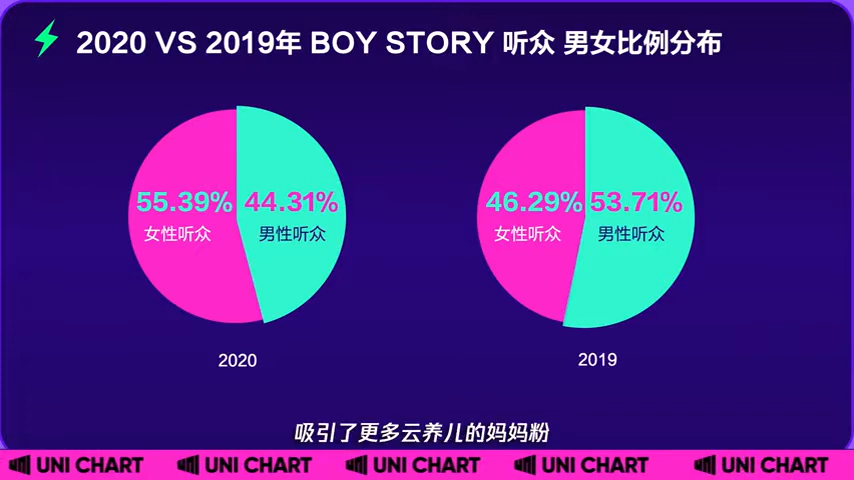 2020 VS 2019年 BOY STORY 听众 男女比例分布
55.39% 44.31%
女性听众 男性听众
2020
46.29% 53.71%
女性听众 男性听众
2019
吸引了更多云养儿的妈妈粉
UNI CHART UNI CHART UNI CHART UNI CHART UNI CHART